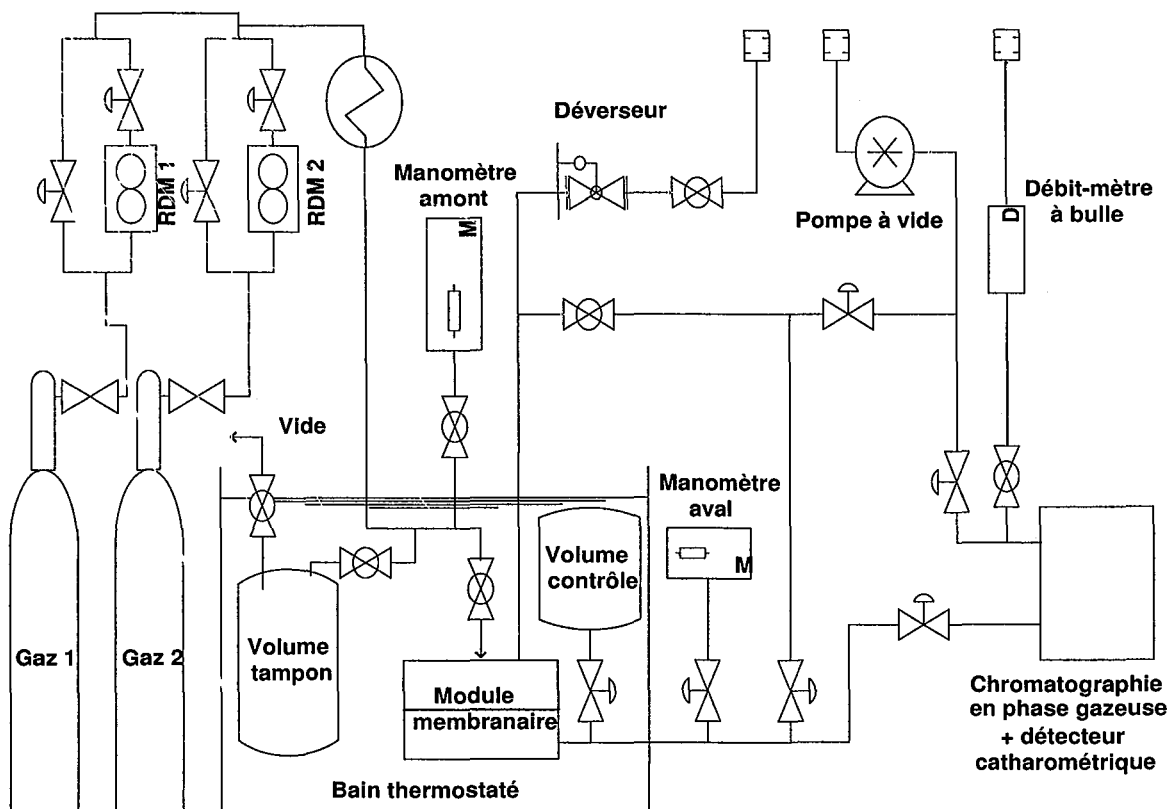 Déverseur
Manomètre
amont
M
RDM 1
RDM 2
Pompe à vide
D
Débit-mètre
à bulle
Vide
Manomètre
aval
M
Volume
contrôle
Gaz 1
Gaz 2
Volume
tampon
Module
membranaire
Bain thermostaté
Chromatographie
en phase gazeuse
+ détecteur
catharométrique